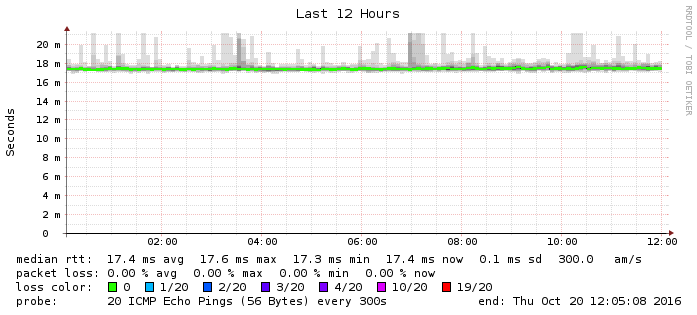 Last 12 Hours
RRDTOOL / TOBI OETIKER
Seconds
20 m
18 m
16 m
14 m
12 m
10 m
8 m
6 m
4 m
2 m
0
02:00 04:00 06:00 08:00 10:00 12:00
median rtt: 17.4 ms avg 17.6 ms max 17.3 ms min 17.4 ms now 0.1 ms sd 300.0 am/s
packet loss: 0.00 % avg 0.00 % max 0.00 % min 0.00 % now
loss color: 0 1/20 2/20 3/20 4/20 10/20 19/20
probe: 20 ICMP Echo Pings (56 Bytes) every 300s end: Thu Oct 20 12:05:08 2016